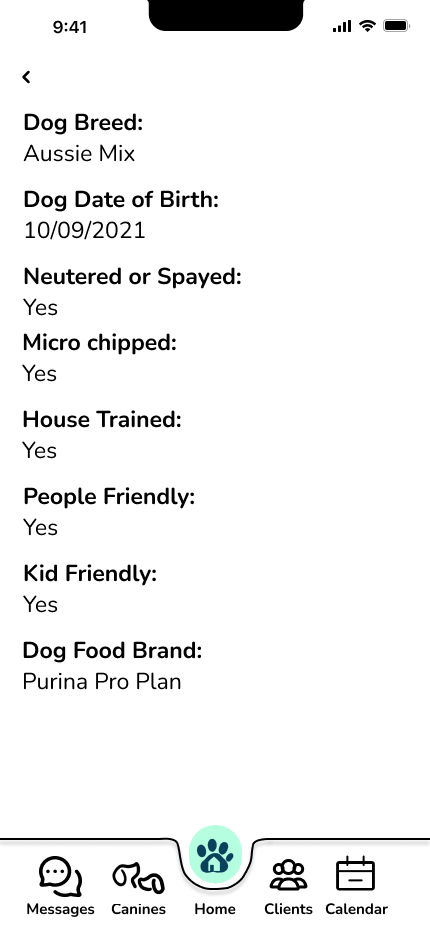 9:41
Dog Breed:
Aussie Mix
Dog Date of Birth:
10/09/2021
Neutered or Spayed:
Yes
Micro chipped:
Yes
House Trained:
Yes
People Friendly:
Yes
Kid Friendly:
Yes
Dog Food Brand:
Purina Pro Plan
Messages Canines Home Clients Calendar